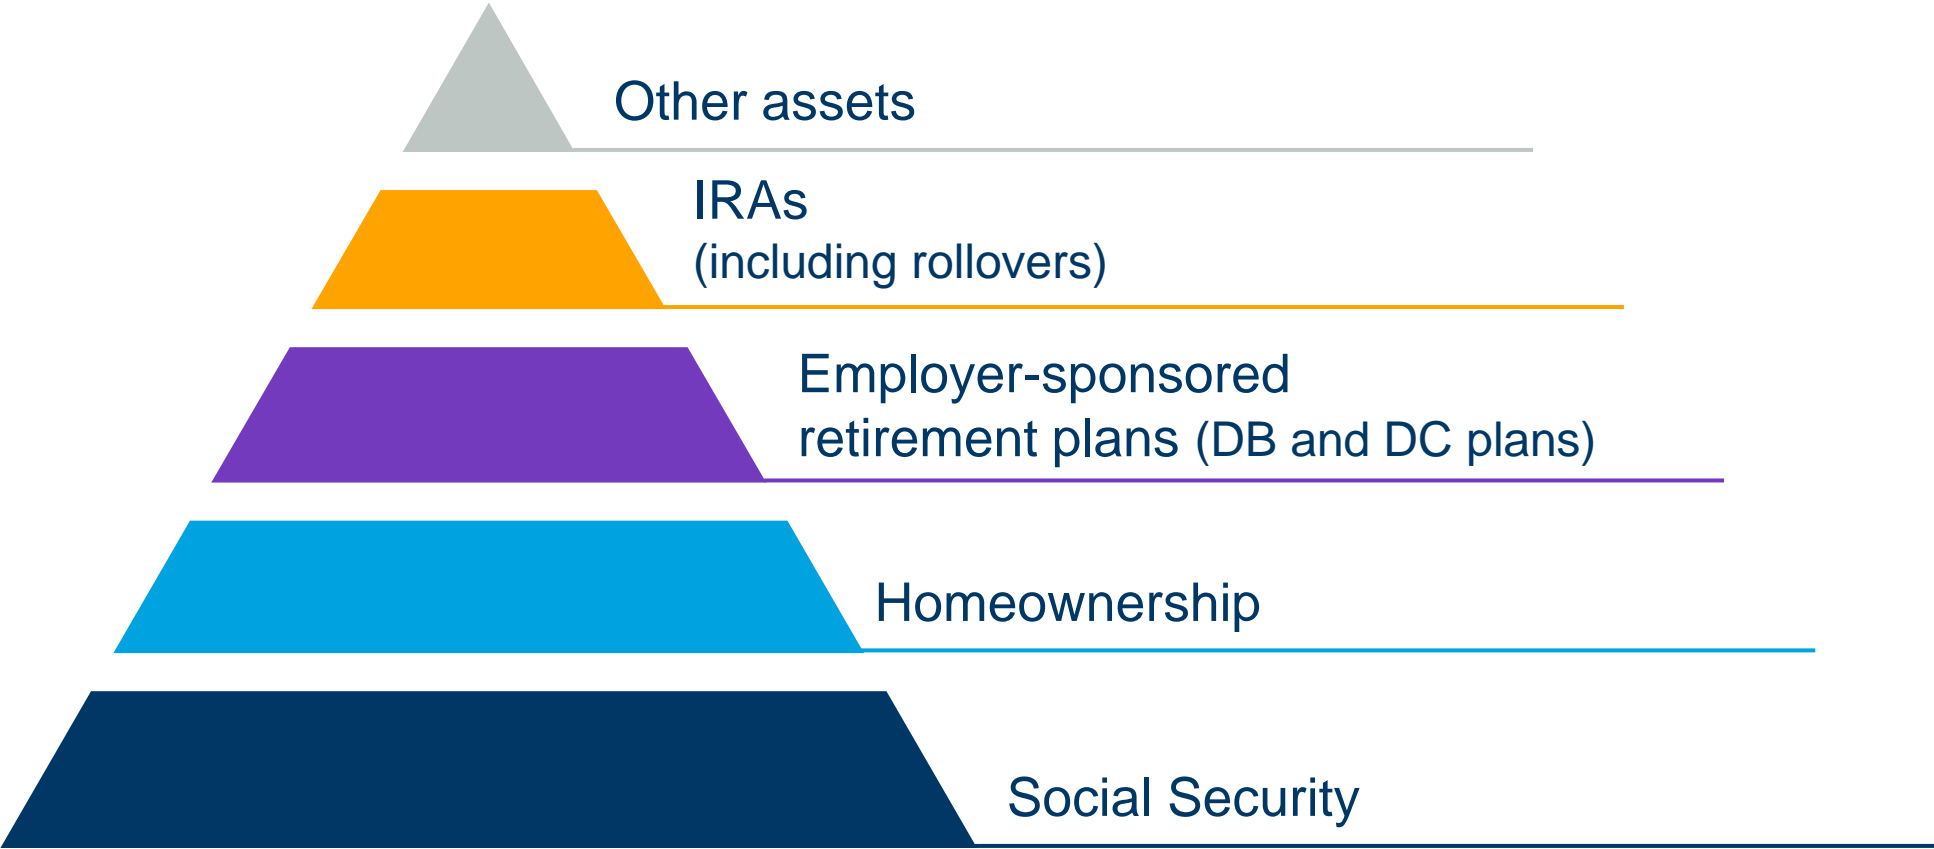 Other assets
IRAs
(including rollovers)
Employer-sponsored
retirement plans (DB and DC plans)
Homeownership
Social Security